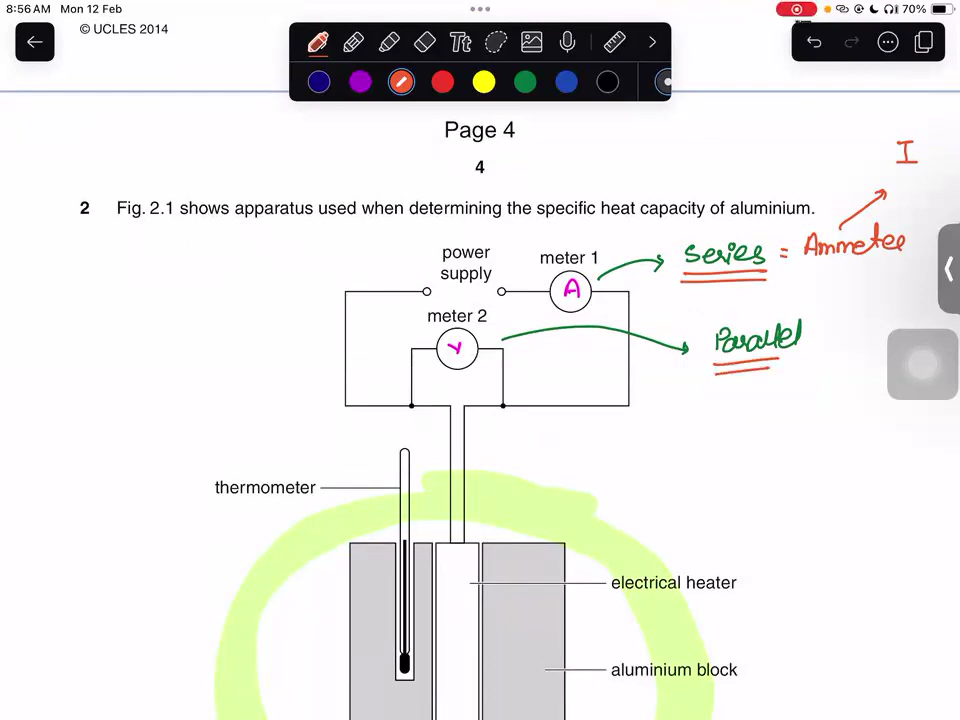 8:56 AM Mon 12 Feb
70%
© UCLES 2014
Tt
Page 4
4
I
2 Fig. 2.1 shows apparatus used when determining the specific heat capacity of aluminium.
power
supply
meter 1
Series = Ammeter
A
meter 2
V
Parallel
thermometer
electrical heater
aluminium block